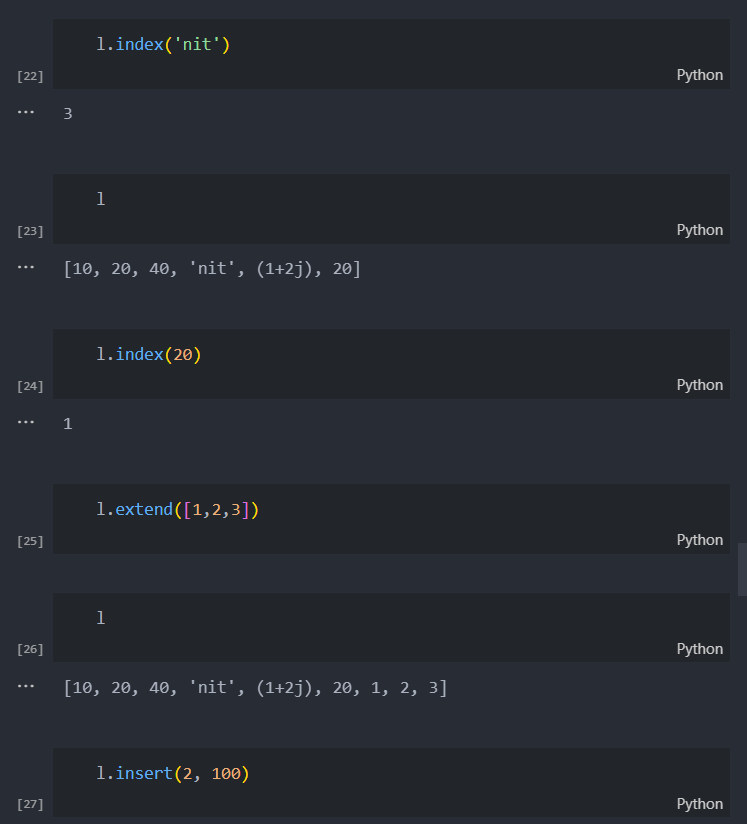 l.index('nit')
[22]
Python
3
l
[23]
Python
[10, 20, 40, 'nit', (1+2j), 20]
l.index(20)
[24]
Python
1
l.extend([1,2,3])
[25]
Python
l
[26]
Python
[10, 20, 40, 'nit', (1+2j), 20, 1, 2, 3]
l.insert(2, 100)
[27]
Python